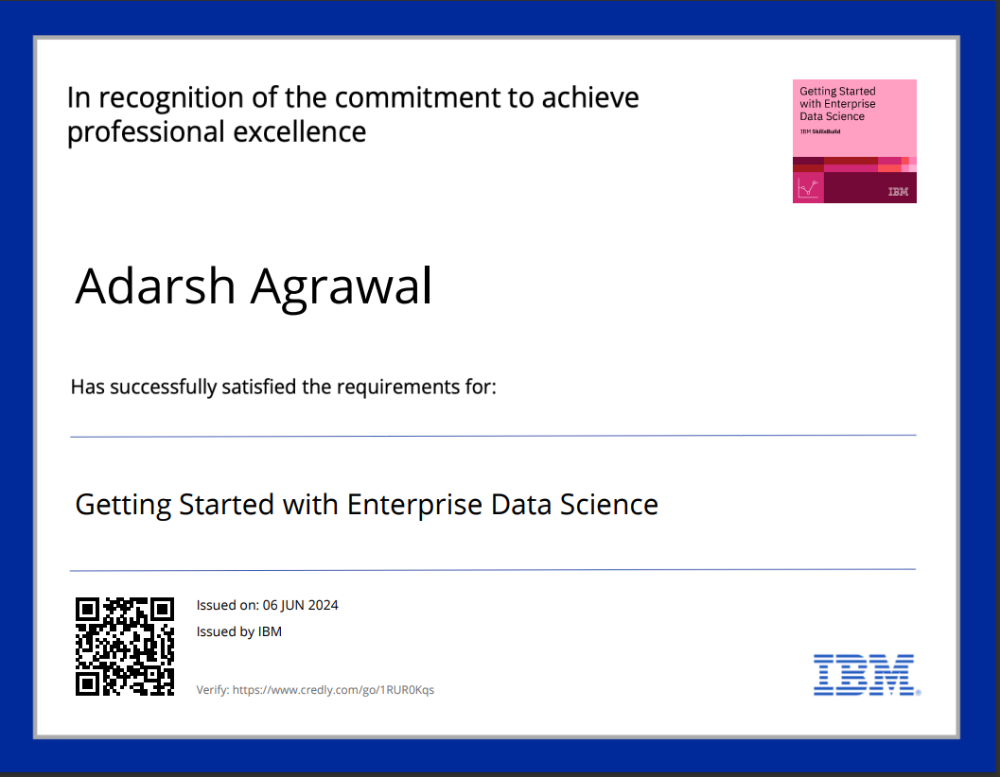 In recognition of the commitment to achieve
professional excellence
Getting Started
with Enterprise
Data Science
IBM SkillsBuild
IBM
Adarsh Agrawal
Has successfully satisfied the requirements for:
Getting Started with Enterprise Data Science
Issued on: 06 JUN 2024
Issued by IBM
Verify: https://www.credly.com/go/1RUR0Kqs
IBM®